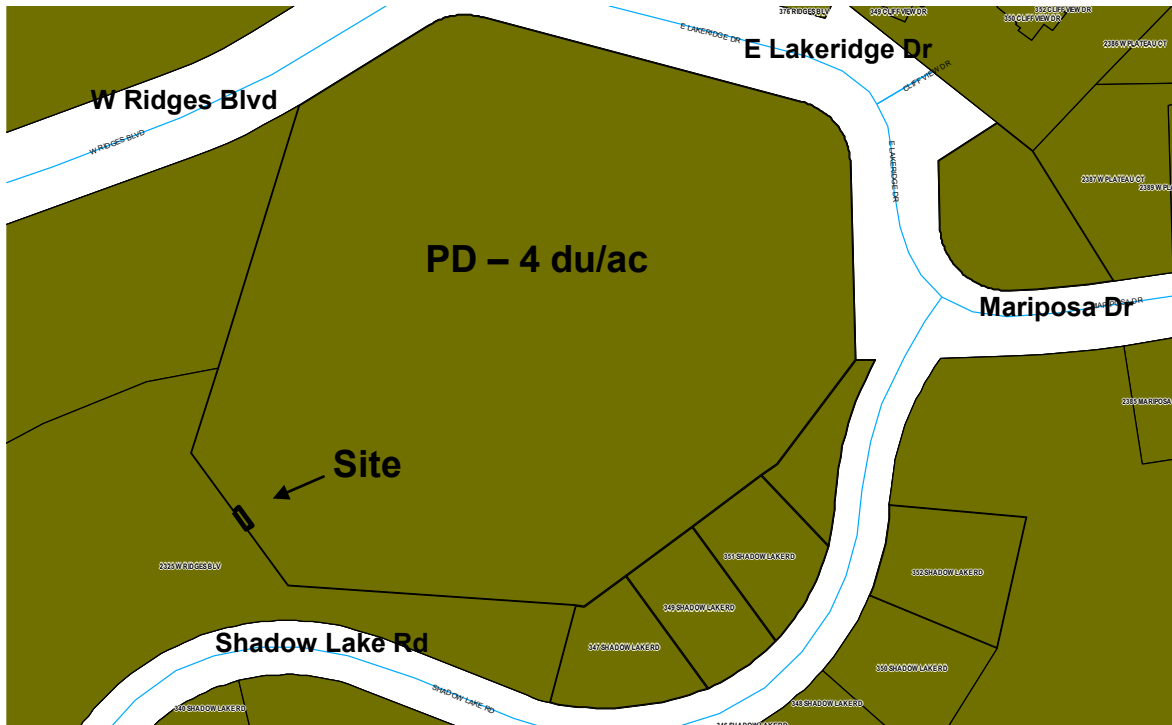 376 RIDGES BLV
349 CLIFF VIEW DR
352 CLIFF VIEW DR
350 CLIFF VIEW DR
E LAKERIDGE DR
E Lakeridge Dr
2386 W PLATEAU CT
CLIFF VIEW DR
W Ridges Blvd
W RIDGES BLVD
E LAKERIDGE DR
2387 W PLATEAU CT
PD – 4 du/ac
Mariposa Dr
MARIPOSA DR
2385 MARIPOSA
Site
351 SHADOW LAKE RD
2325 W RIDGES BLV
352 SHADOW LAKE RD
349 SHADOW LAKE RD
Shadow Lake Rd
347 SHADOW LAKE RD
350 SHADOW LAKE RD
SHADOW LAKE RD
340 SHADOW LAKE RD
348 SHADOW LAKE RD